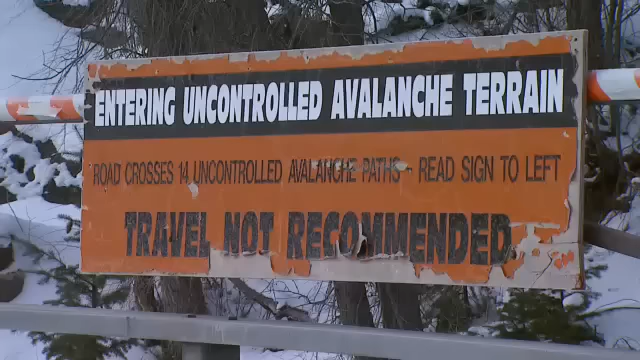 ENTERING UNCONTROLLED AVALANCHE TERRAIN
ROAD CROSSES 14 UNCONTROLLED AVALANCHE PATHS - READ SIGN TO LEFT
TRAVEL NOT RECOMMENDED.